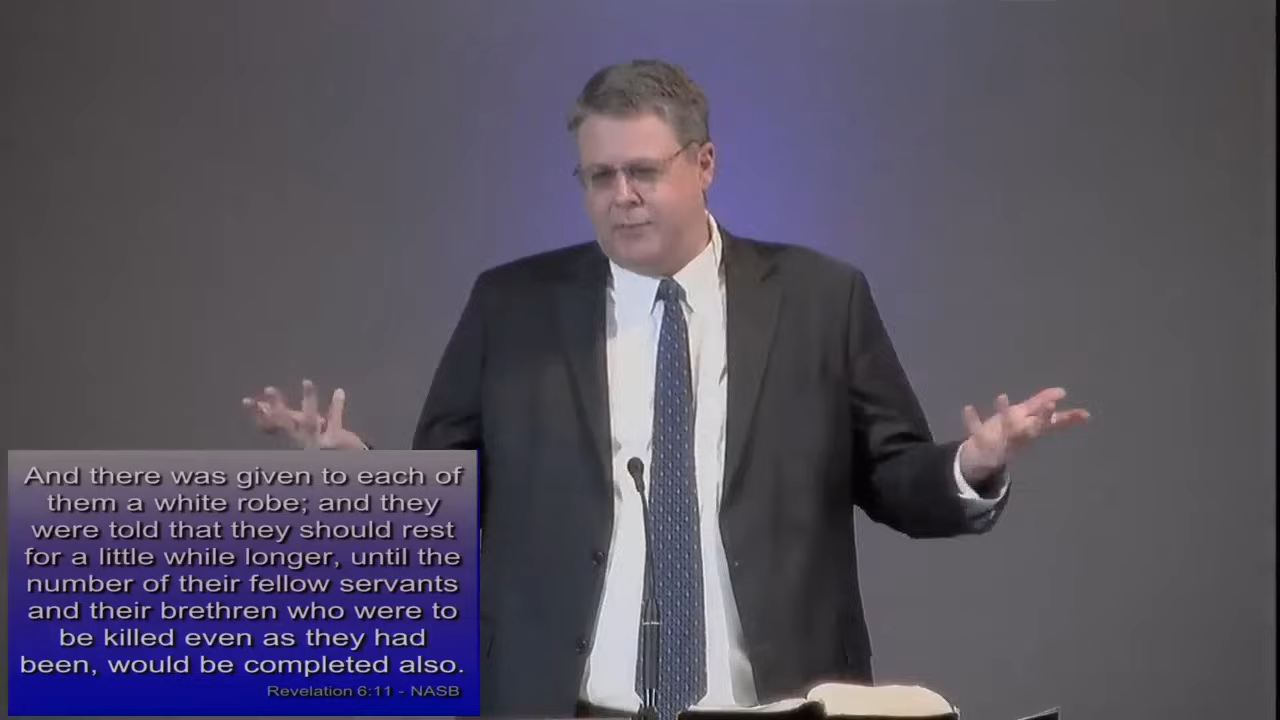 And there was given to each of
them a white robe; and they
were told that they should rest
for a little while longer, until the
number of their fellow servants
and their brethren who were to
be killed even as they had
been, would be completed also.
Revelation 6:11 - NASB